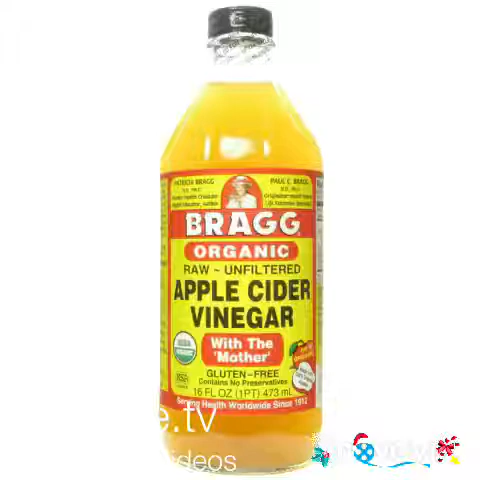 PATRICIA BRAGG
PAUL C. BRAGG
BRAGG
ORGANIC
RAW ~ UNFILTERED
APPLE CIDER
VINEGAR
With The
'Mother'
USDA
ORGANIC
GLUTEN-FREE
Contains No Preservatives
16 FL OZ (1PT) 473 mL
Serving Health Worldwide Since 1912
e.tv
videos